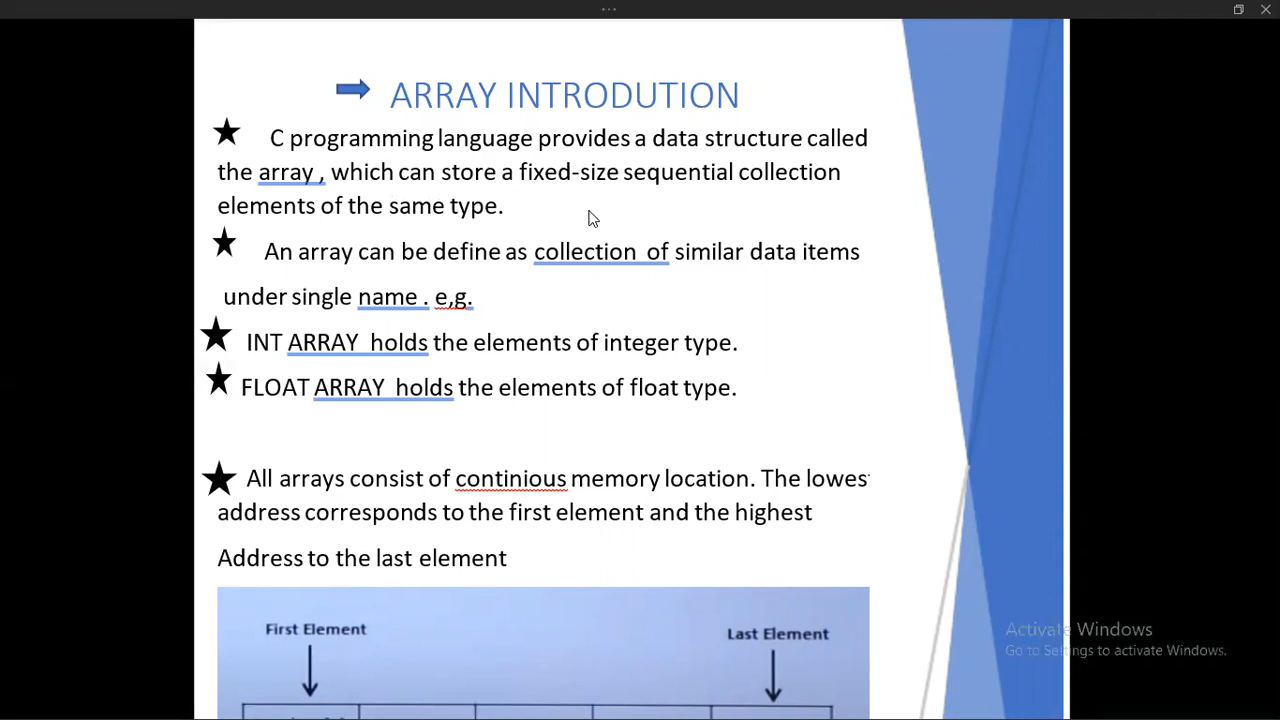 ARRAY INTRODUTION
C programming language provides a data structure called
the array , which can store a fixed-size sequential collection
elements of the same type.
An array can be define as collection of similar data items
under single name . e,g.
INT ARRAY holds the elements of integer type.
FLOAT ARRAY holds the elements of float type.
All arrays consist of continious memory location. The lowes
address corresponds to the first element and the highest
Address to the last element
First Element
Last Element
Activate Windows
Go to Settings to activate Windows.